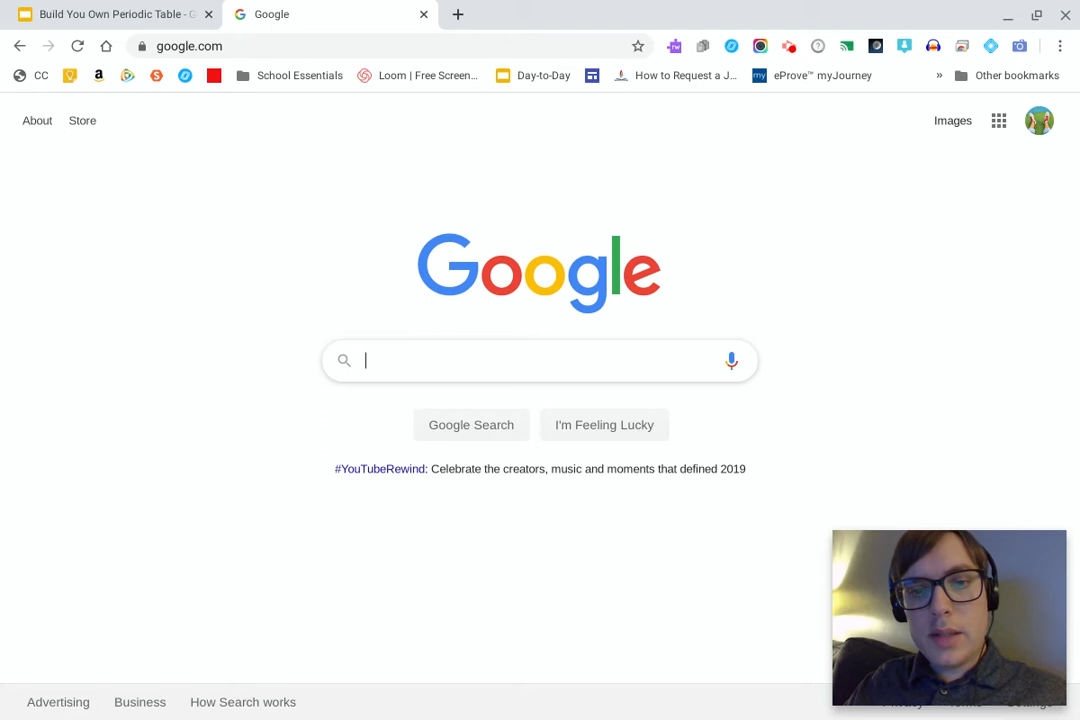 Build You Own Periodic Table - G
Google
google.com
CC
School Essentials
Loom | Free Screen...
Day-to-Day
How to Request a J...
my
eProve™ myJourney
»
Other bookmarks
About
Store
Images
Google
Google Search
I'm Feeling Lucky
#YouTubeRewind: Celebrate the creators, music and moments that defined 2019
Advertising
Business
How Search works